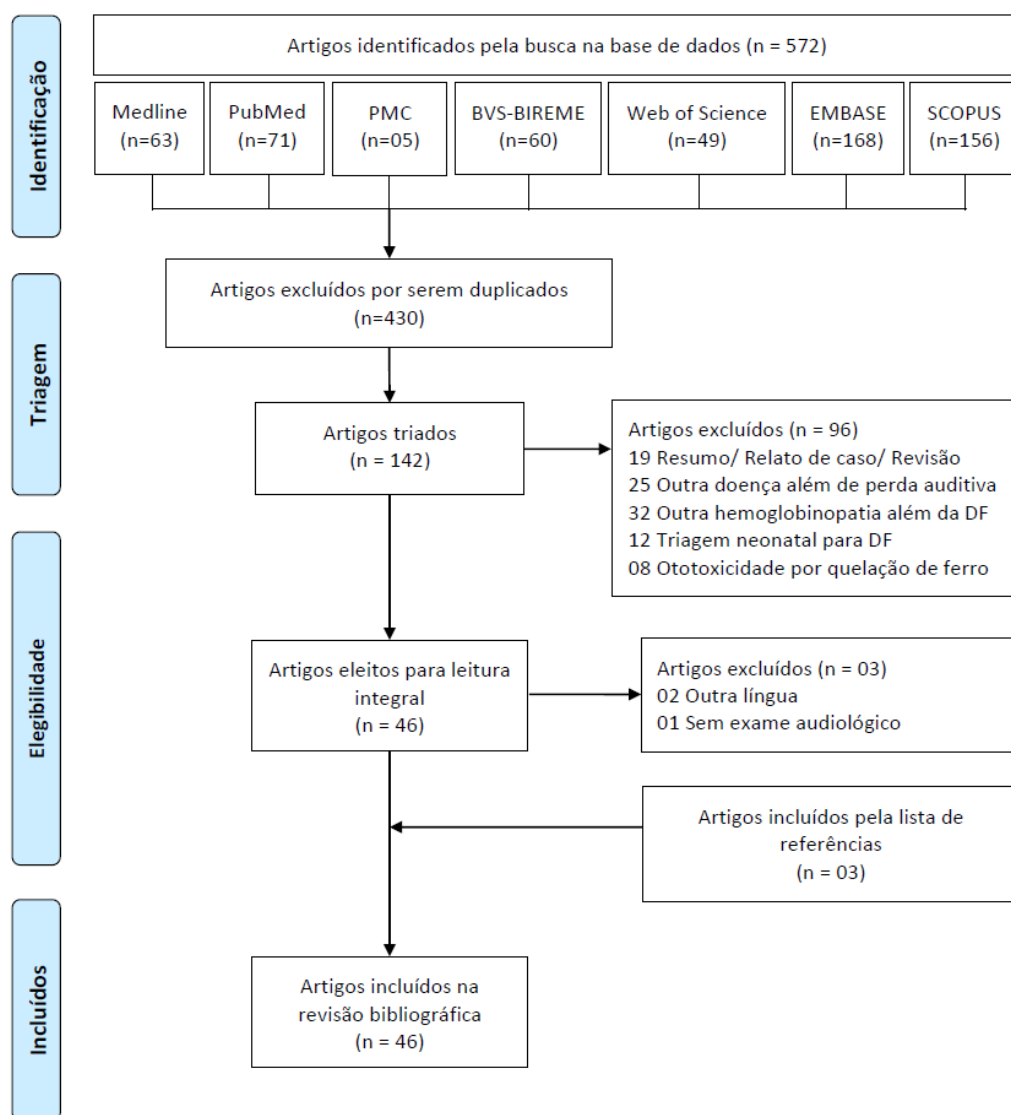 Identificação
Artigos identificados pela busca na base de dados (n = 572)
Medline
(n=63)
PubMed
(n=71)
PMC
(n=05)
BVS-BIREME
(n=60)
Web of Science
(n=49)
EMBASE
(n=168)
SCOPUS
(n=156)
Triagem
Artigos excluídos por serem duplicados
(n=430)
Artigos triados
(n = 142)
Artigos excluídos (n = 96)
19 Resumo/ Relato de caso/ Revisão
25 Outra doença além de perda auditiva
32 Outra hemoglobinopatia além da DF
12 Triagem neonatal para DF
08 Ototoxicidade por quelação de ferro
Elegibilidade
Artigos eleitos para leitura
integral
(n = 46)
Artigos excluídos (n = 03)
02 Outra língua
01 Sem exame audiológico
Artigos incluídos pela lista de
referências
(n = 03)
Incluídos
Artigos incluídos na
revisão bibliográfica
(n = 46)